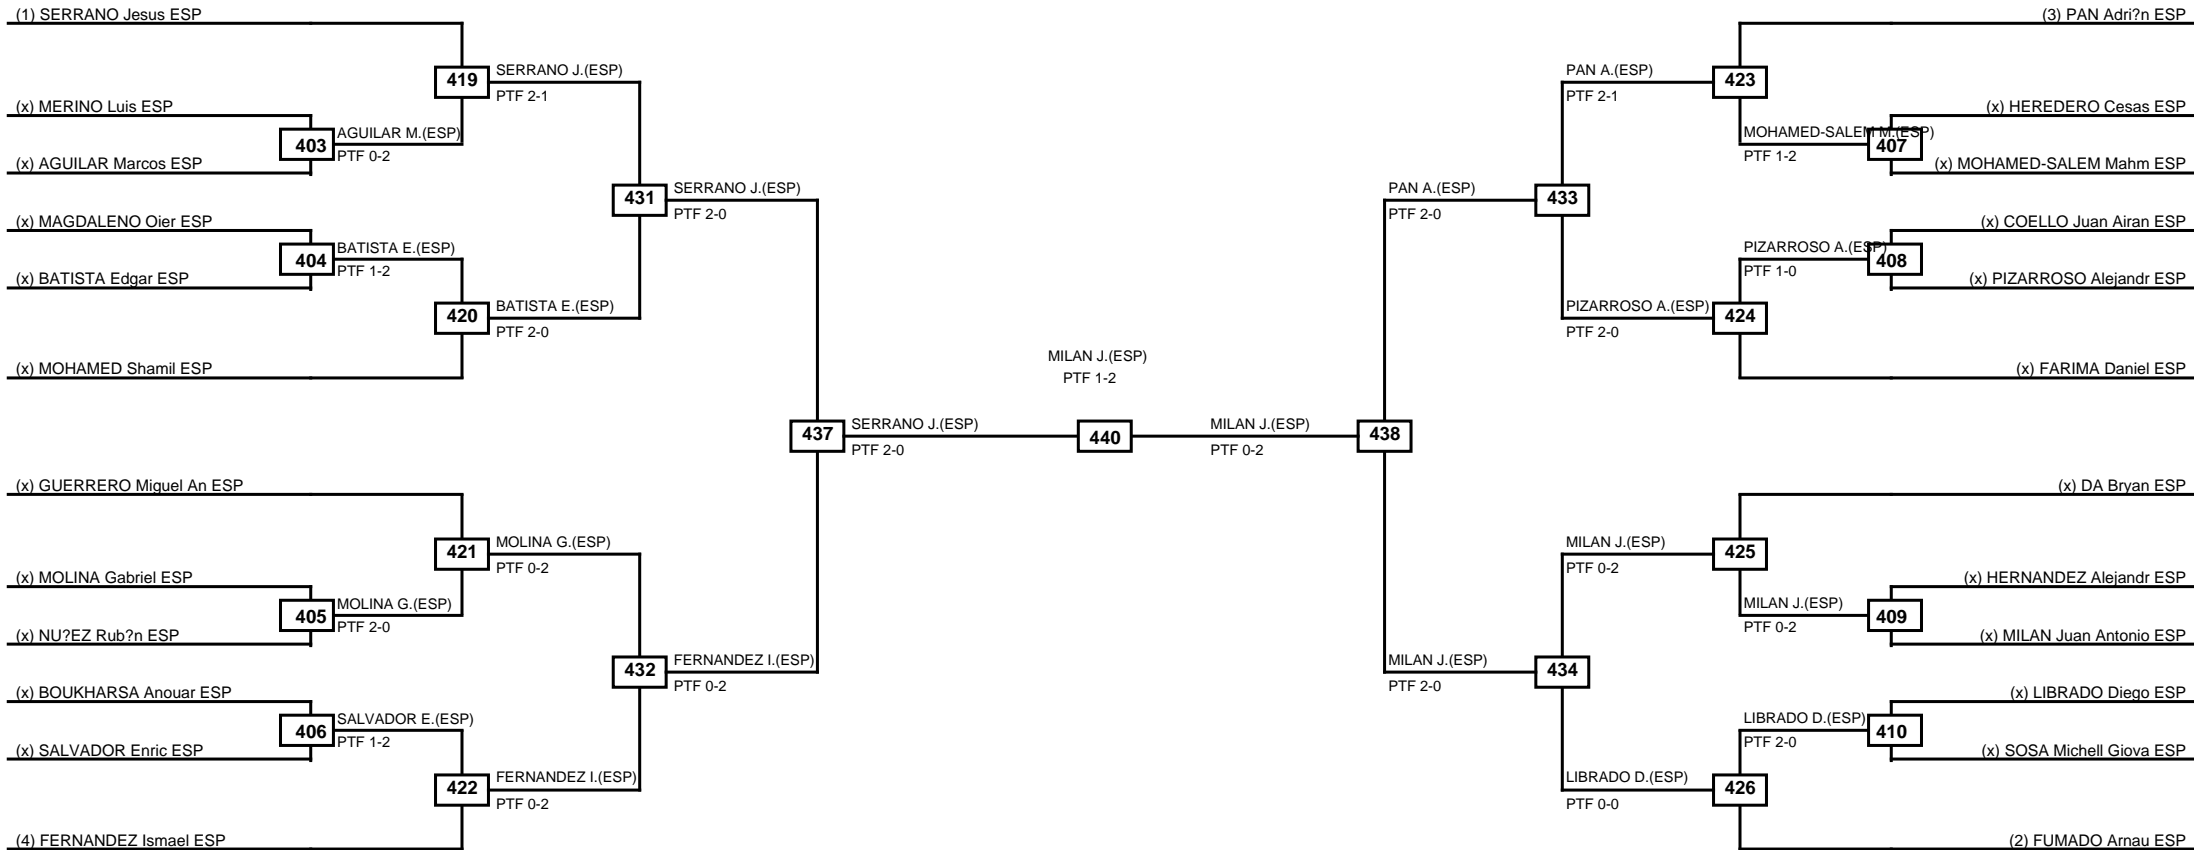 (1) SERRANO Jesus ESP
(x) MERINO Luis ESP
(x) AGUILAR Marcos ESP
(x) MAGDALENO Oier ESP
(x) BATISTA Edgar ESP
(x) MOHAMED Shamil ESP
(x) GUERRERO Miguel An ESP
(x) MOLINA Gabriel ESP
(x) NU?EZ Rub?n ESP
(x) BOUKHARSA Anouar ESP
(x) SALVADOR Enric ESP
(4) FERNANDEZ Ismael ESP
403
AGUILAR M.(ESP)
PTF 0-2
404
BATISTA E.(ESP)
PTF 1-2
405
MOLINA G.(ESP)
PTF 2-0
406
SALVADOR E.(ESP)
PTF 1-2
419
SERRANO J.(ESP)
PTF 2-1
420
BATISTA E.(ESP)
PTF 2-0
421
MOLINA G.(ESP)
PTF 0-2
422
FERNANDEZ I.(ESP)
PTF 0-2
431
SERRANO J.(ESP)
PTF 2-0
432
FERNANDEZ I.(ESP)
PTF 0-2
437
SERRANO J.(ESP)
PTF 2-0
MILAN J.(ESP)
PTF 1-2
440
MILAN J.(ESP)
PTF 0-2
438
PAN A.(ESP)
PTF 2-0
433
MILAN J.(ESP)
PTF 2-0
434
PAN A.(ESP)
PTF 2-1
423
PIZARROSO A.(ESP)
PTF 2-0
424
MILAN J.(ESP)
PTF 0-2
425
LIBRADO D.(ESP)
PTF 0-0
426
MOHAMED-SALEM M.(ESP)
PTF 1-2
407
PIZARROSO A.(ESP)
PTF 1-0
408
MILAN J.(ESP)
PTF 0-2
409
LIBRADO D.(ESP)
PTF 2-0
410
(3) PAN Adri?n ESP
(x) HEREDERO Cesas ESP
(x) MOHAMED-SALEM Mahm ESP
(x) COELLO Juan Airan ESP
(x) PIZARROSO Alejandr ESP
(x) FARIMA Daniel ESP
(x) DA Bryan ESP
(x) HERNANDEZ Alejandr ESP
(x) MILAN Juan Antonio ESP
(x) LIBRADO Diego ESP
(x) SOSA Michell Giova ESP
(2) FUMADO Arnau ESP